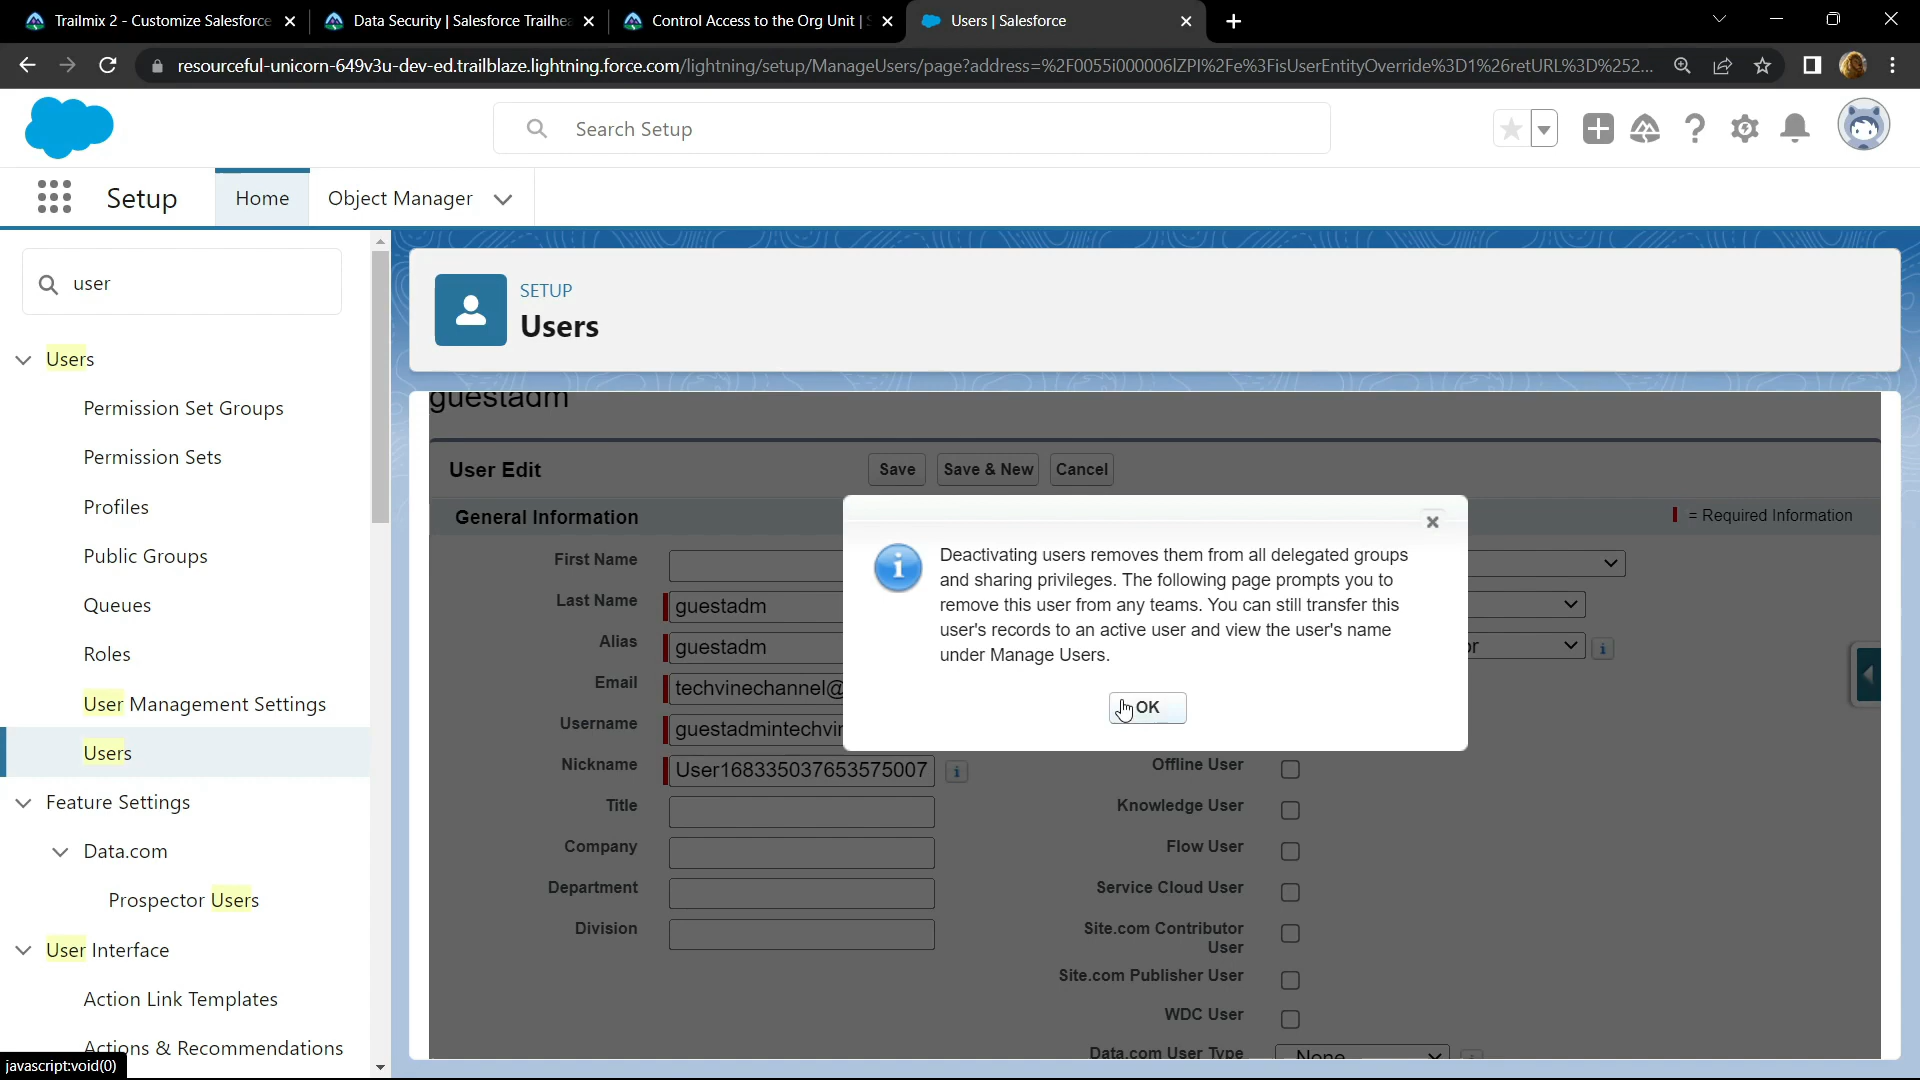 Trailmix 2 - Customize Salesforce
Data Security | Salesforce Trailhe
Control Access to the Org Unit |
Users | Salesforce
resourceful-unicorn-649v3u-dev-ed.trailblaze.lightning.force.com/lightning/setup/ManageUsers/page?address=%2F0055i000006lZPI%2Fe%3FisUserEntityOverride%3D1%26retURL%3D%252...
Search Setup
Setup
Home
Object Manager
user
Users
Permission Set Groups
Permission Sets
Profiles
Public Groups
Queues
Roles
User Management Settings
Users
Feature Settings
Data.com
Prospector Users
User Interface
Action Link Templates
Actions & Recommendations
javascript:void(0)
SETUP
Users
guestadm
User Edit
Save
Save & New
Cancel
General Information
= Required Information
First Name
Last Name
guestadm
Alias
guestadm
Email
techvinechannel@
Username
guestadmintechvin
Nickname
User168335037653575007
Title
Company
Department
Division
Deactivating users removes them from all delegated groups
and sharing privileges. The following page prompts you to
remove this user from any teams. You can still transfer this
user's records to an active user and view the user's name
under Manage Users.
OK
Offline User
Knowledge User
Flow User
Service Cloud User
Site.com Contributor
User
Site.com Publisher User
WDC User
Data.com User Type
None